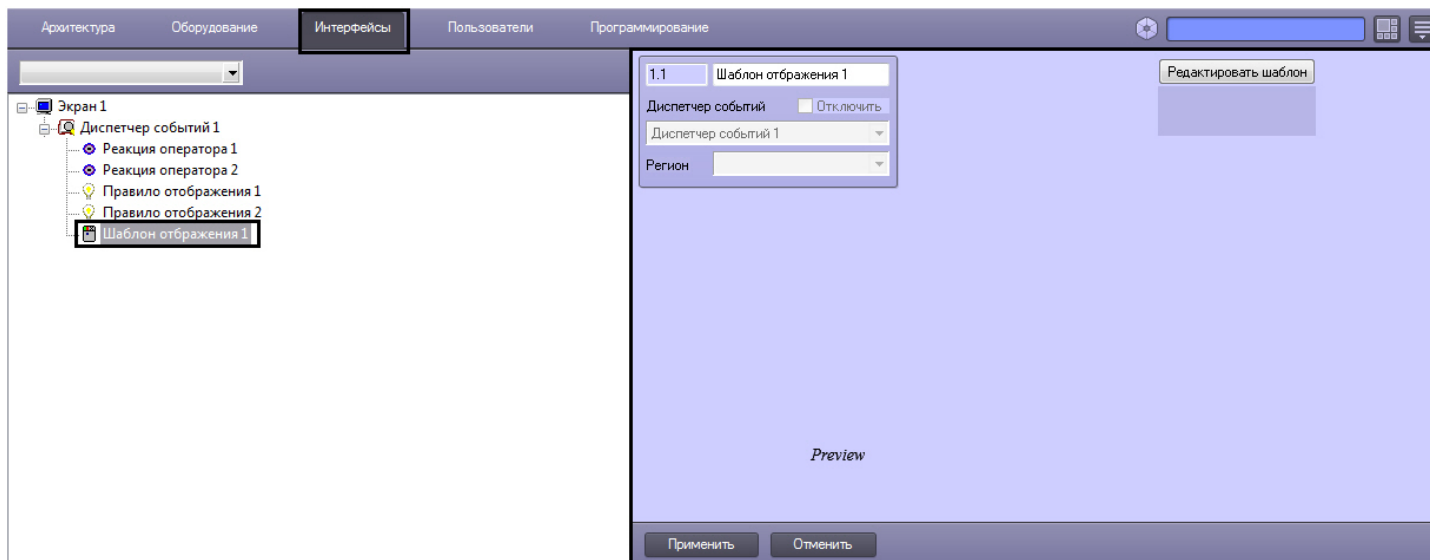 Архитектура Оборудование Интерфейсы Пользователи Программирование
Экран 1
Диспетчер событий 1
Реакция оператора 1
Реакция оператора 2
Правило отображения 1
Правило отображения 2
Шаблон отбражения 1
1.1 Шаблон отбражения 1
Диспетчер событий Отключить
Диспетчер событий 1
Регион
Редактировать шаблон
Preview
Применить Отменить